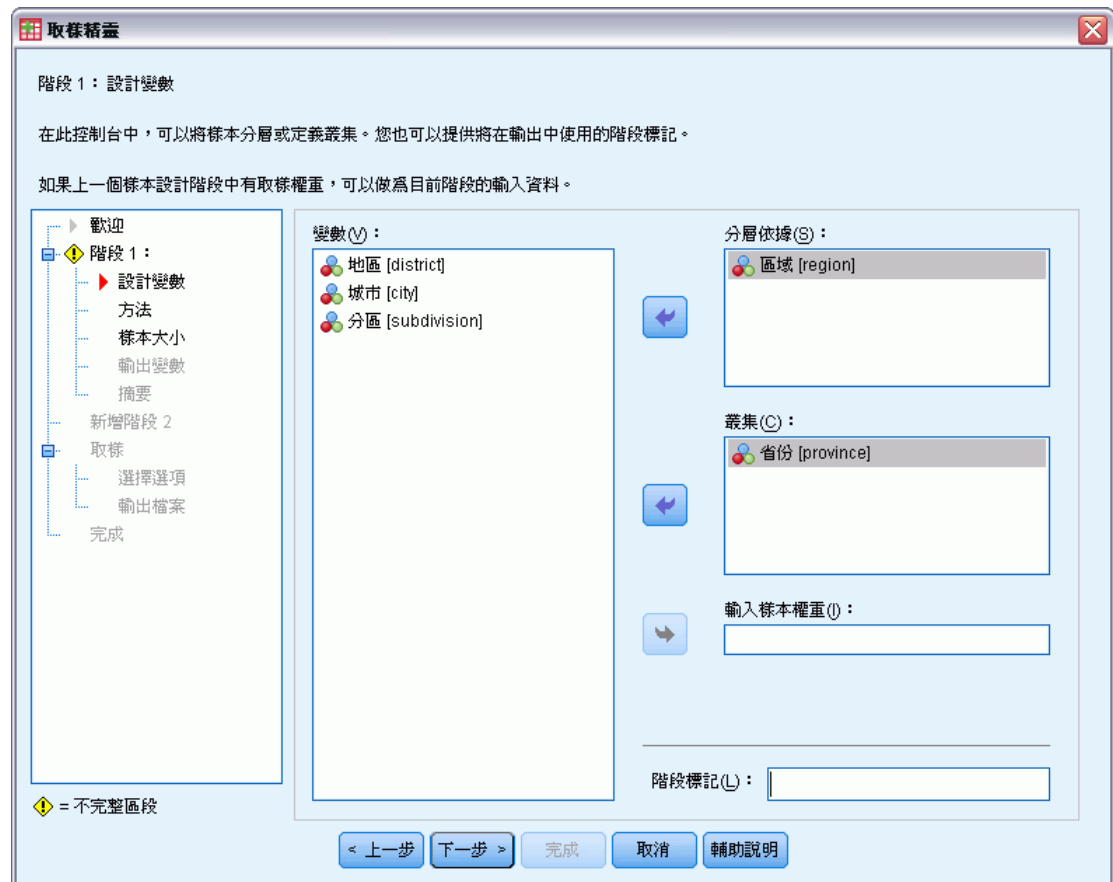 取樣精靈
階段 1：設計變數
在此控制台中，可以將樣本分層或定義叢集。您也可以提供將在輸出中使用的階段標記。
如果上一個樣本設計階段中有取樣權重，可以做爲目前階段的輸入資料。
歡迎
階段 1：
設計變數
方法
樣本大小
輸出變數
摘要
新增階段 2
取樣
選擇選項
輸出檔案
完成
= 不完整區段
變數(V)：
地區 [district]
城市 [city]
分區 [subdivision]
分層依據(S)：
區域 [region]
叢集(C)：
省份 [province]
輸入樣本權重(I)：
階段標記(L)：
< 上一步
下一步 >
完成
取消
輔助說明